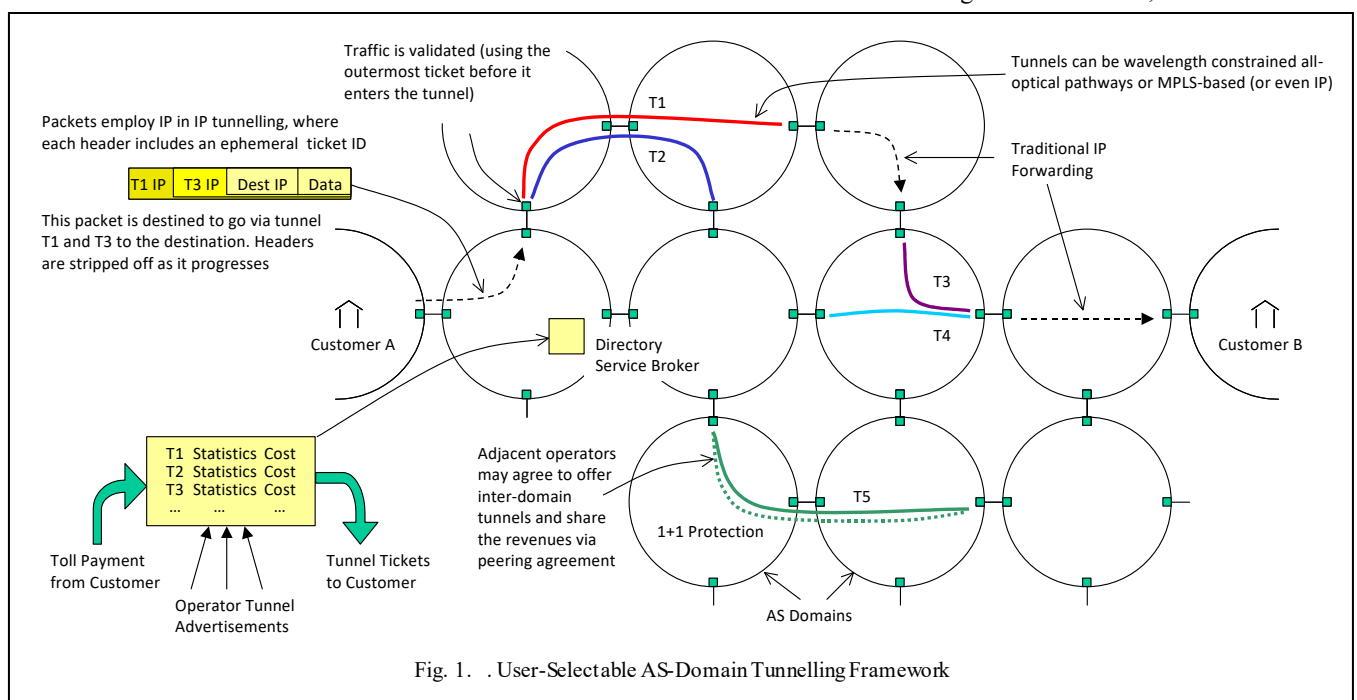 Traffic is validated (using the
outermost ticket before it
enters the tunnel)
Tunnels can be wavelength constrained all-
optical pathways or MPLS-based (or even IP)
T1
T2
Packets employ IP in IP tunnelling, where
each header includes an ephemeral ticket ID
Traditional IP
Forwarding
T1 IP T3 IP Dest IP Data
This packet is destined to go via tunnel
T1 and T3 to the destination. Headers
are stripped off as it progresses
T3
T4
Customer A
Directory
Service Broker
Customer B
T1 Statistics Cost
T2 Statistics Cost
T3 Statistics Cost
... ... ...
Adjacent operators
may agree to offer
inter-domain
tunnels and share
the revenues via
peering agreement
T5
1+1 Protection
Toll Payment
from Customer
Tunnel Tickets
to Customer
Operator Tunnel
Advertisements
AS Domains
Fig. 1. . User-Selectable AS-Domain Tunnelling Framework